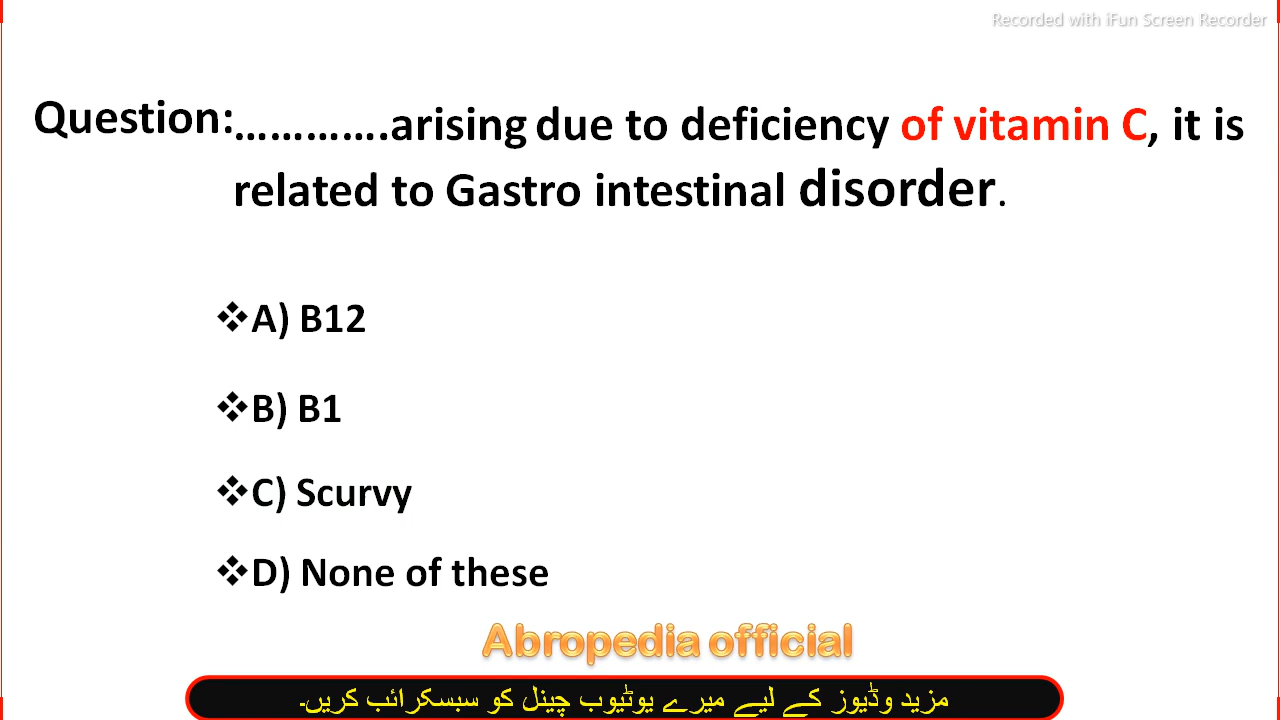 Recorded with iFun Screen Recorder
Question:………….arising due to deficiency of vitamin C, it is
related to Gastro intestinal disorder.
❖A) B12
❖B) B1
❖C) Scurvy
❖D) None of these
Abropedia official
مزید وڈیوز کے لیے میرے یوٹیوب چینل کو سبسکرائب کریں۔